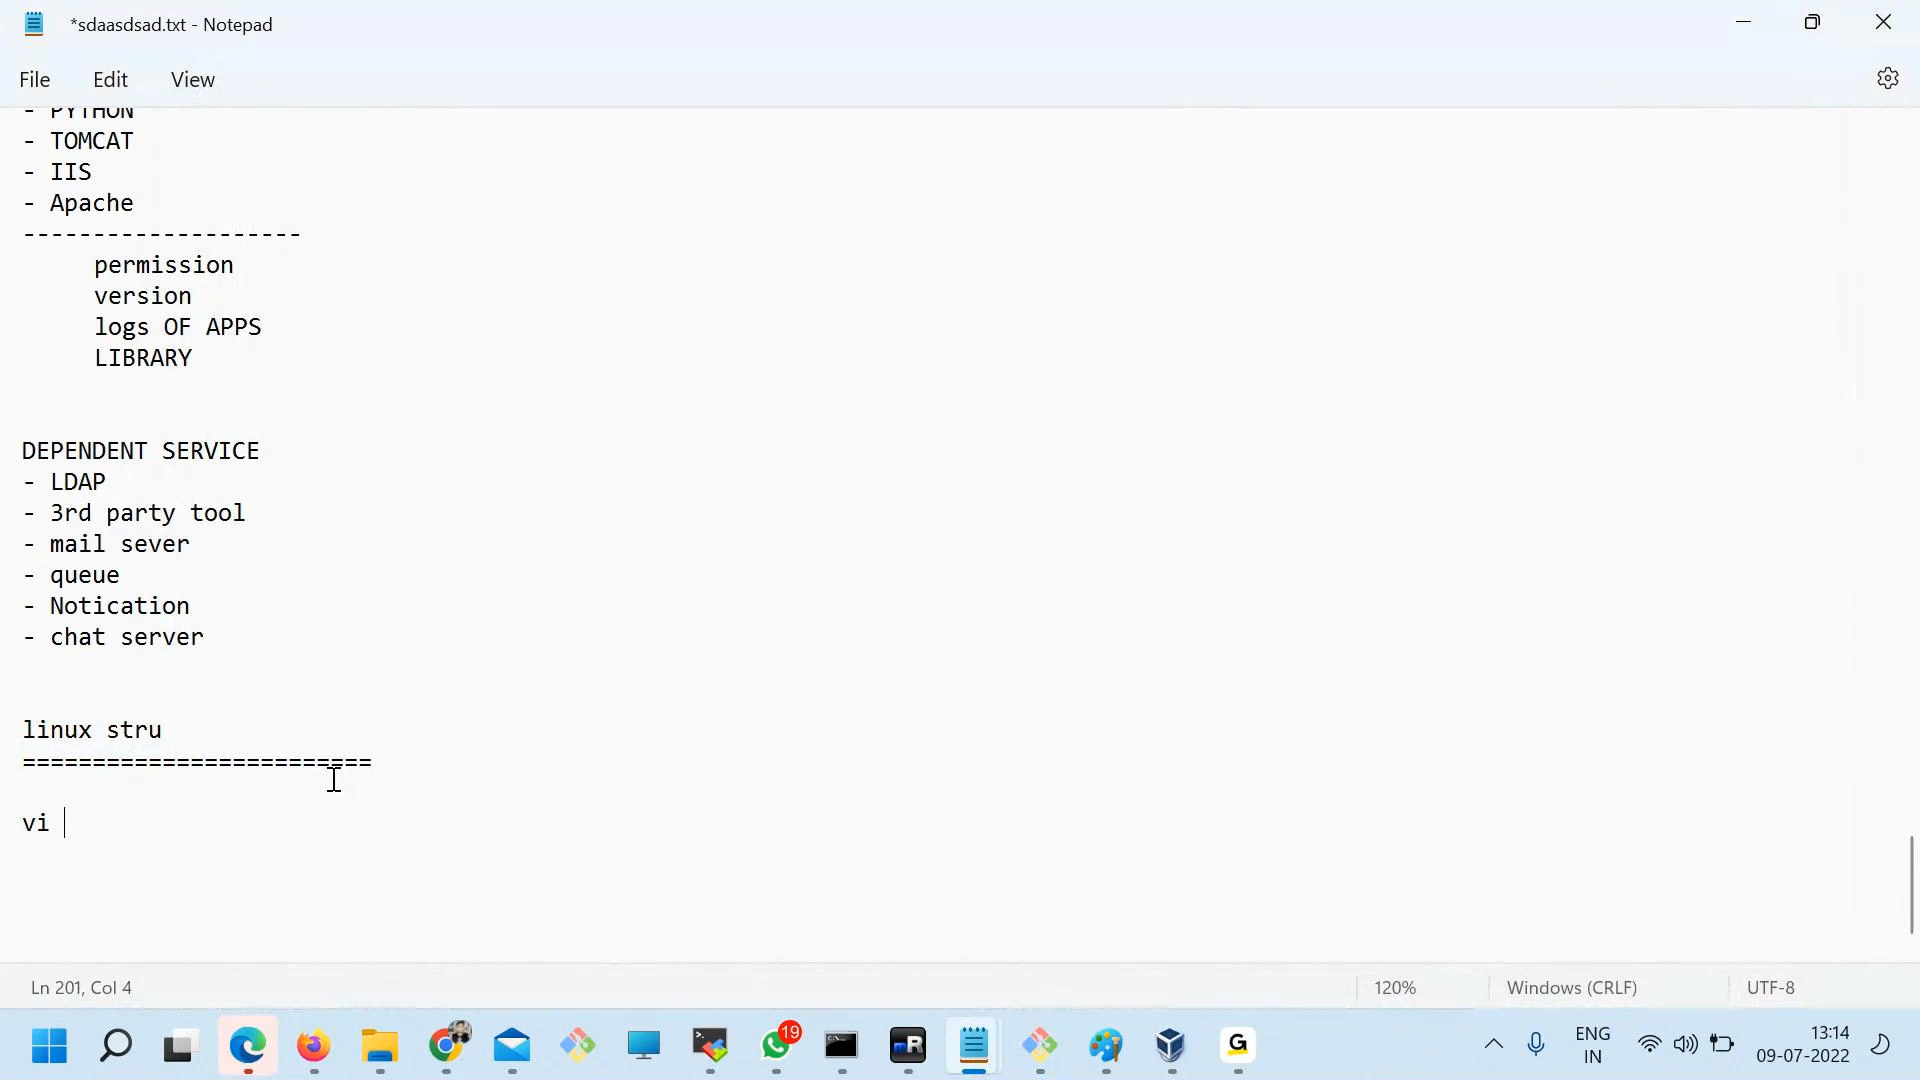 *sdaasdsad.txt - Notepad
File Edit View
- PYTHON
- TOMCAT
- IIS
- Apache
--------------------
permission
version
logs OF APPS
LIBRARY
DEPENDENT SERVICE
- LDAP
- 3rd party tool
- mail sever
- queue
- Notication
- chat server
linux stru
=========================
vi
Ln 201, Col 4
120%
Windows (CRLF)
UTF-8
19
R
G
ENG
IN
13:14
09-07-2022